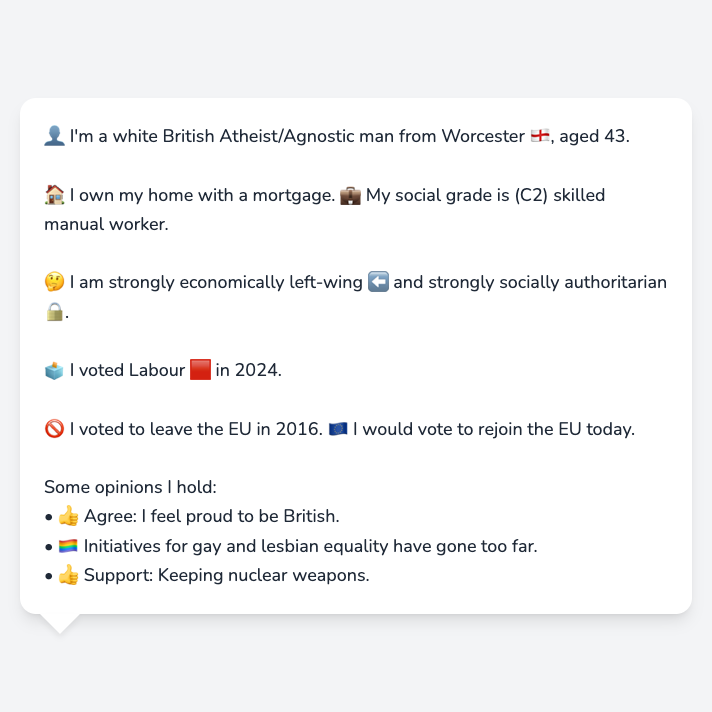 👤 I'm a white British Atheist/Agnostic man from Worcester 🏴󠁧󠁢󠁥󠁮󠁧󠁿, aged 43.
🏠 I own my home with a mortgage. 💼 My social grade is (C2) skilled
manual worker.
🤔 I am strongly economically left-wing ⬅️ and strongly socially authoritarian
🔒.
🗳️ I voted Labour 🟥 in 2024.
🚫 I voted to leave the EU in 2016. 🇪🇺 I would vote to rejoin the EU today.
Some opinions I hold:
• 👍 Agree: I feel proud to be British.
• 🏳️‍🌈 Initiatives for gay and lesbian equality have gone too far.
• 👍 Support: Keeping nuclear weapons.